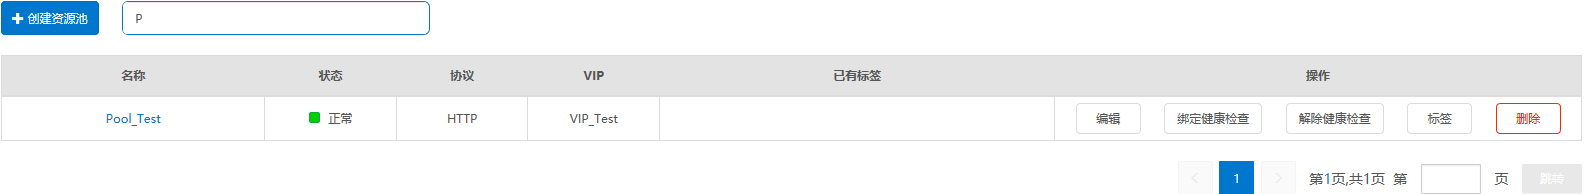 创建资源池 P
名称 状态 协议 VIP 已有标签 操作
Pool_Test 正常 HTTP VIP_Test 编辑 绑定健康检查 解除健康检查 标签 删除
1 第1页,共1页 第 页 跳转